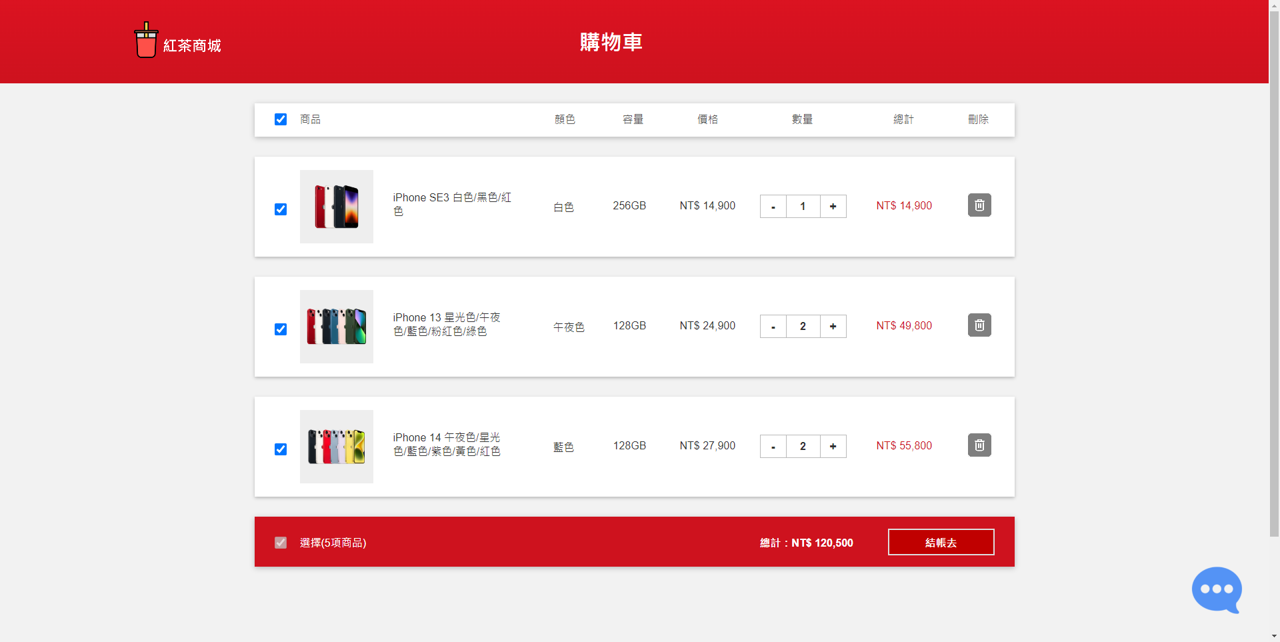 紅茶商城
購物車
商品 顏色 容量 價格 數量 總計 刪除
iPhone SE3 白色/黑色/紅
色
白色 256GB NT$ 14,900 - 1 + NT$ 14,900
iPhone 13 星光色/午夜
色/藍色/粉紅色/綠色
午夜色 128GB NT$ 24,900 - 2 + NT$ 49,800
iPhone 14 午夜色/星光
色/藍色/紫色/黃色/紅色
藍色 128GB NT$ 27,900 - 2 + NT$ 55,800
選擇(5項商品) 總計：NT$ 120,500 結帳去